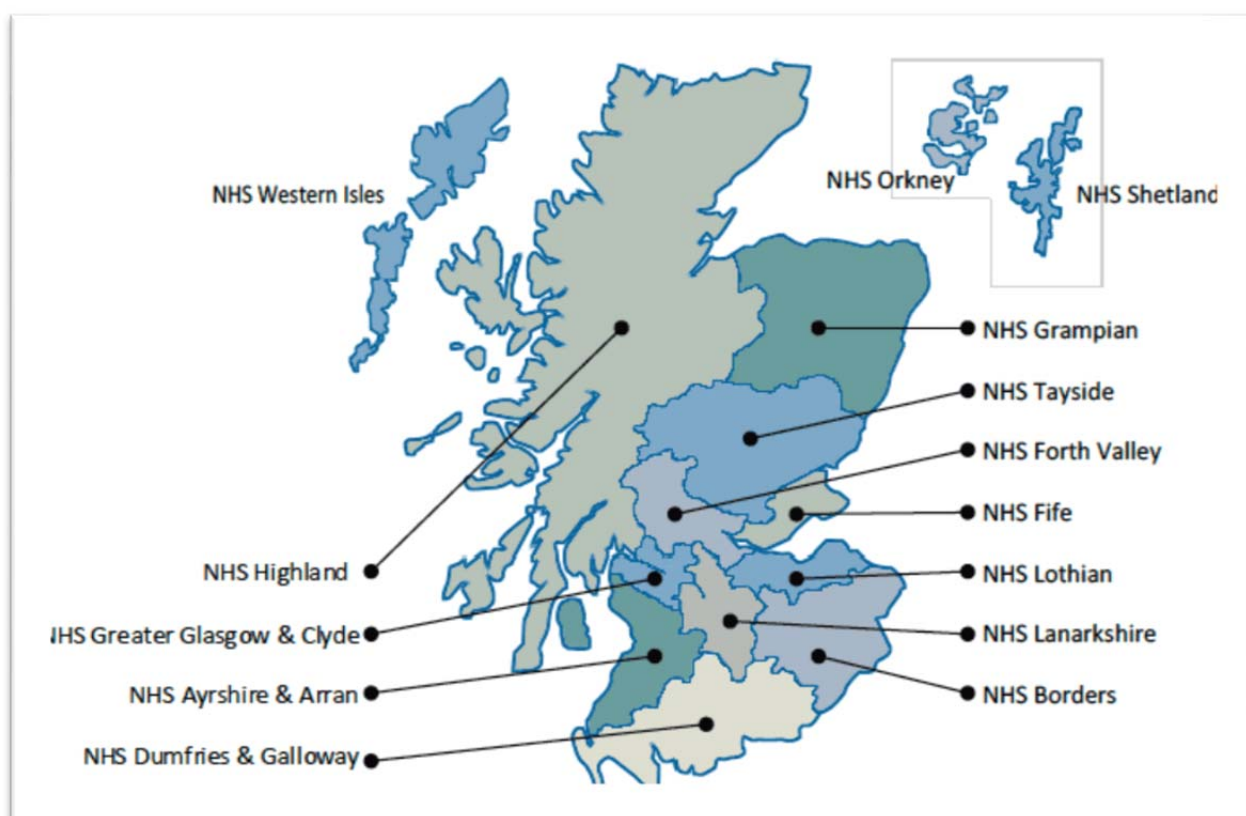 NHS Western Isles
NHS Orkney
NHS Shetland
NHS Grampian
NHS Tayside
NHS Forth Valley
NHS Fife
NHS Highland
NHS Lothian
NHS Greater Glasgow & Clyde
NHS Lanarkshire
NHS Ayrshire & Arran
NHS Borders
NHS Dumfries & Galloway